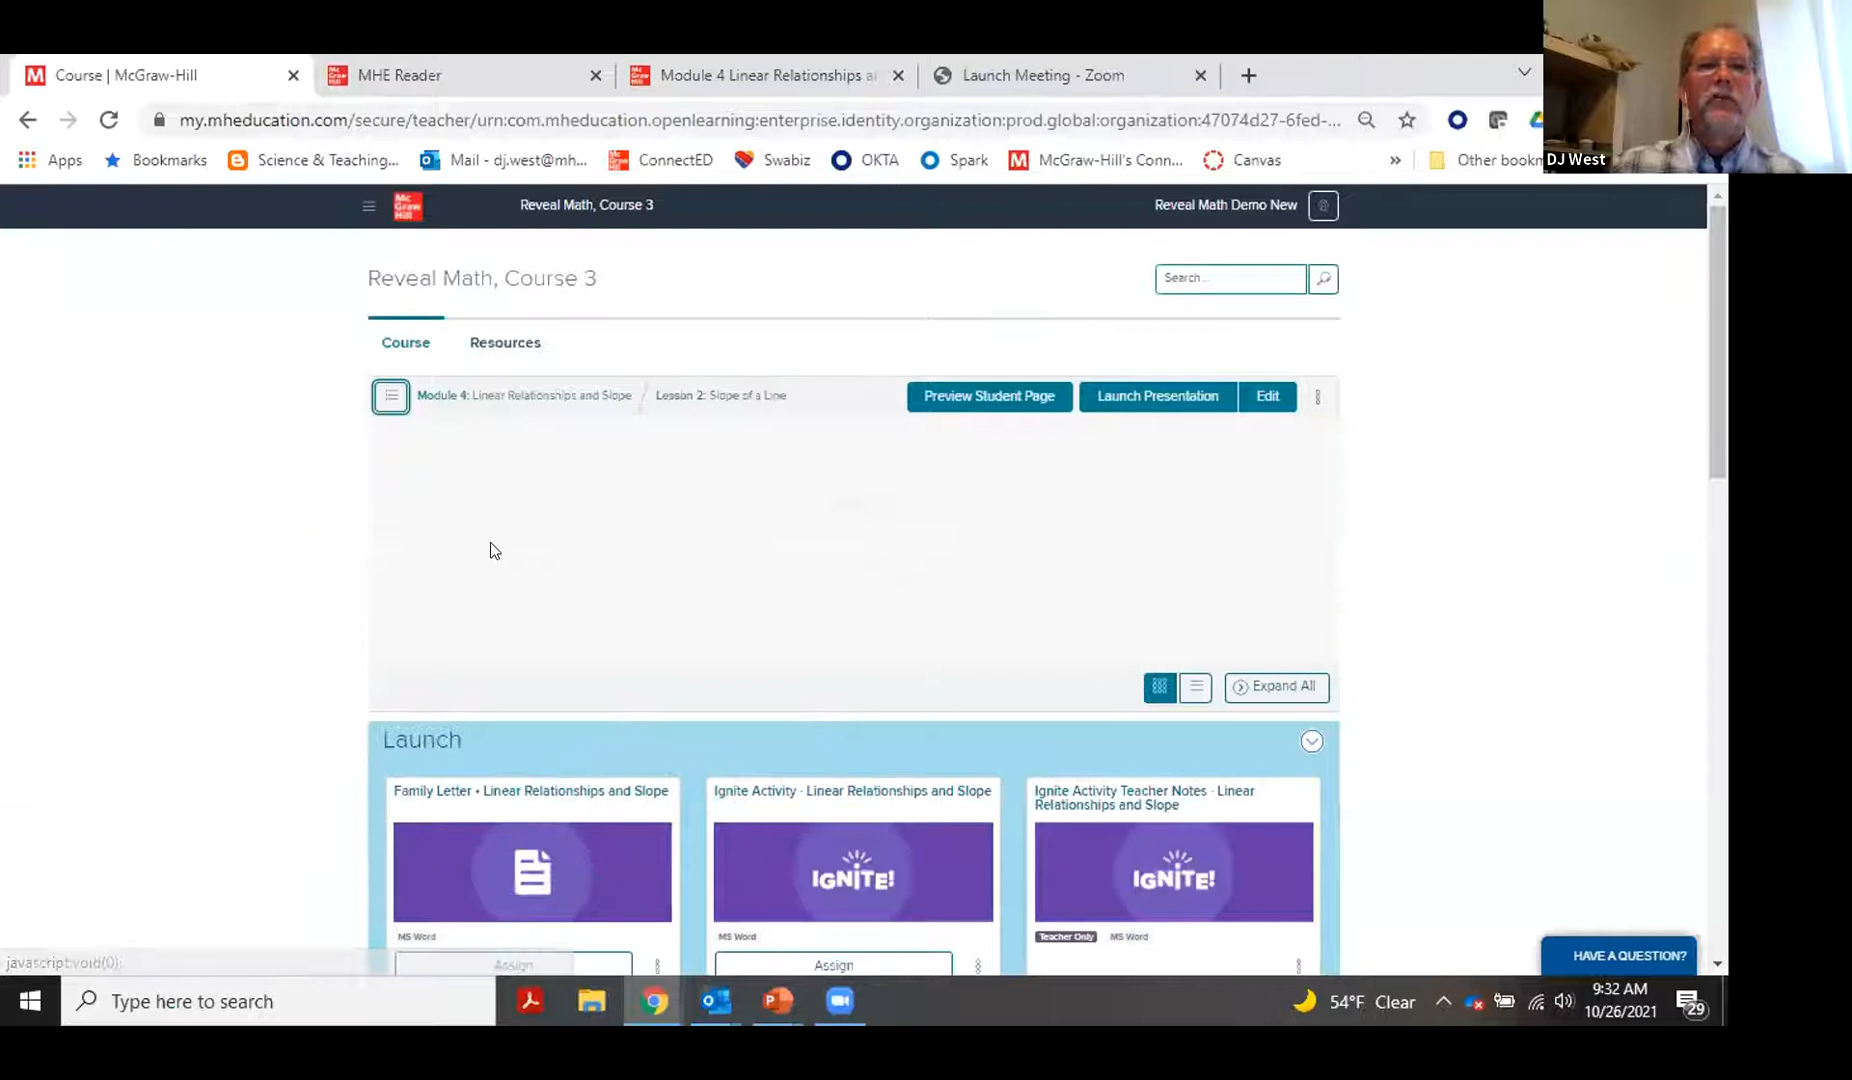 Course | McGraw-Hill
MHE Reader
Module 4 Linear Relationships a
Launch Meeting - Zoom
my.mheducation.com/secure/teacher/urn:com.mheducation.openlearning:enterprise.identity.organization:prod.global:organization:47074d27-6fed-...
Apps
Bookmarks
Science & Teaching...
Mail - dj.west@mh...
ConnectED
Swabiz
OKTA
Spark
McGraw-Hill's Conn...
Canvas
»
Other bookm
DJ West
Mc Graw Hill
Reveal Math, Course 3
Reveal Math Demo New
Reveal Math, Course 3
Search...
Course
Resources
Module 4: Linear Relationships and Slope / Lesson 2: Slope of a Line
Preview Student Page
Launch Presentation
Edit
Expand All
Launch
Family Letter • Linear Relationships and Slope
Ignite Activity - Linear Relationships and Slope
Ignite Activity Teacher Notes - Linear
Relationships and Slope
IGNITE!
IGNITE!
MS Word
MS Word
Teacher Only
MS Word
Assign
Assign
HAVE A QUESTION?
javascript:void(0);
Type here to search
54°F Clear
9:32 AM
10/26/2021
29